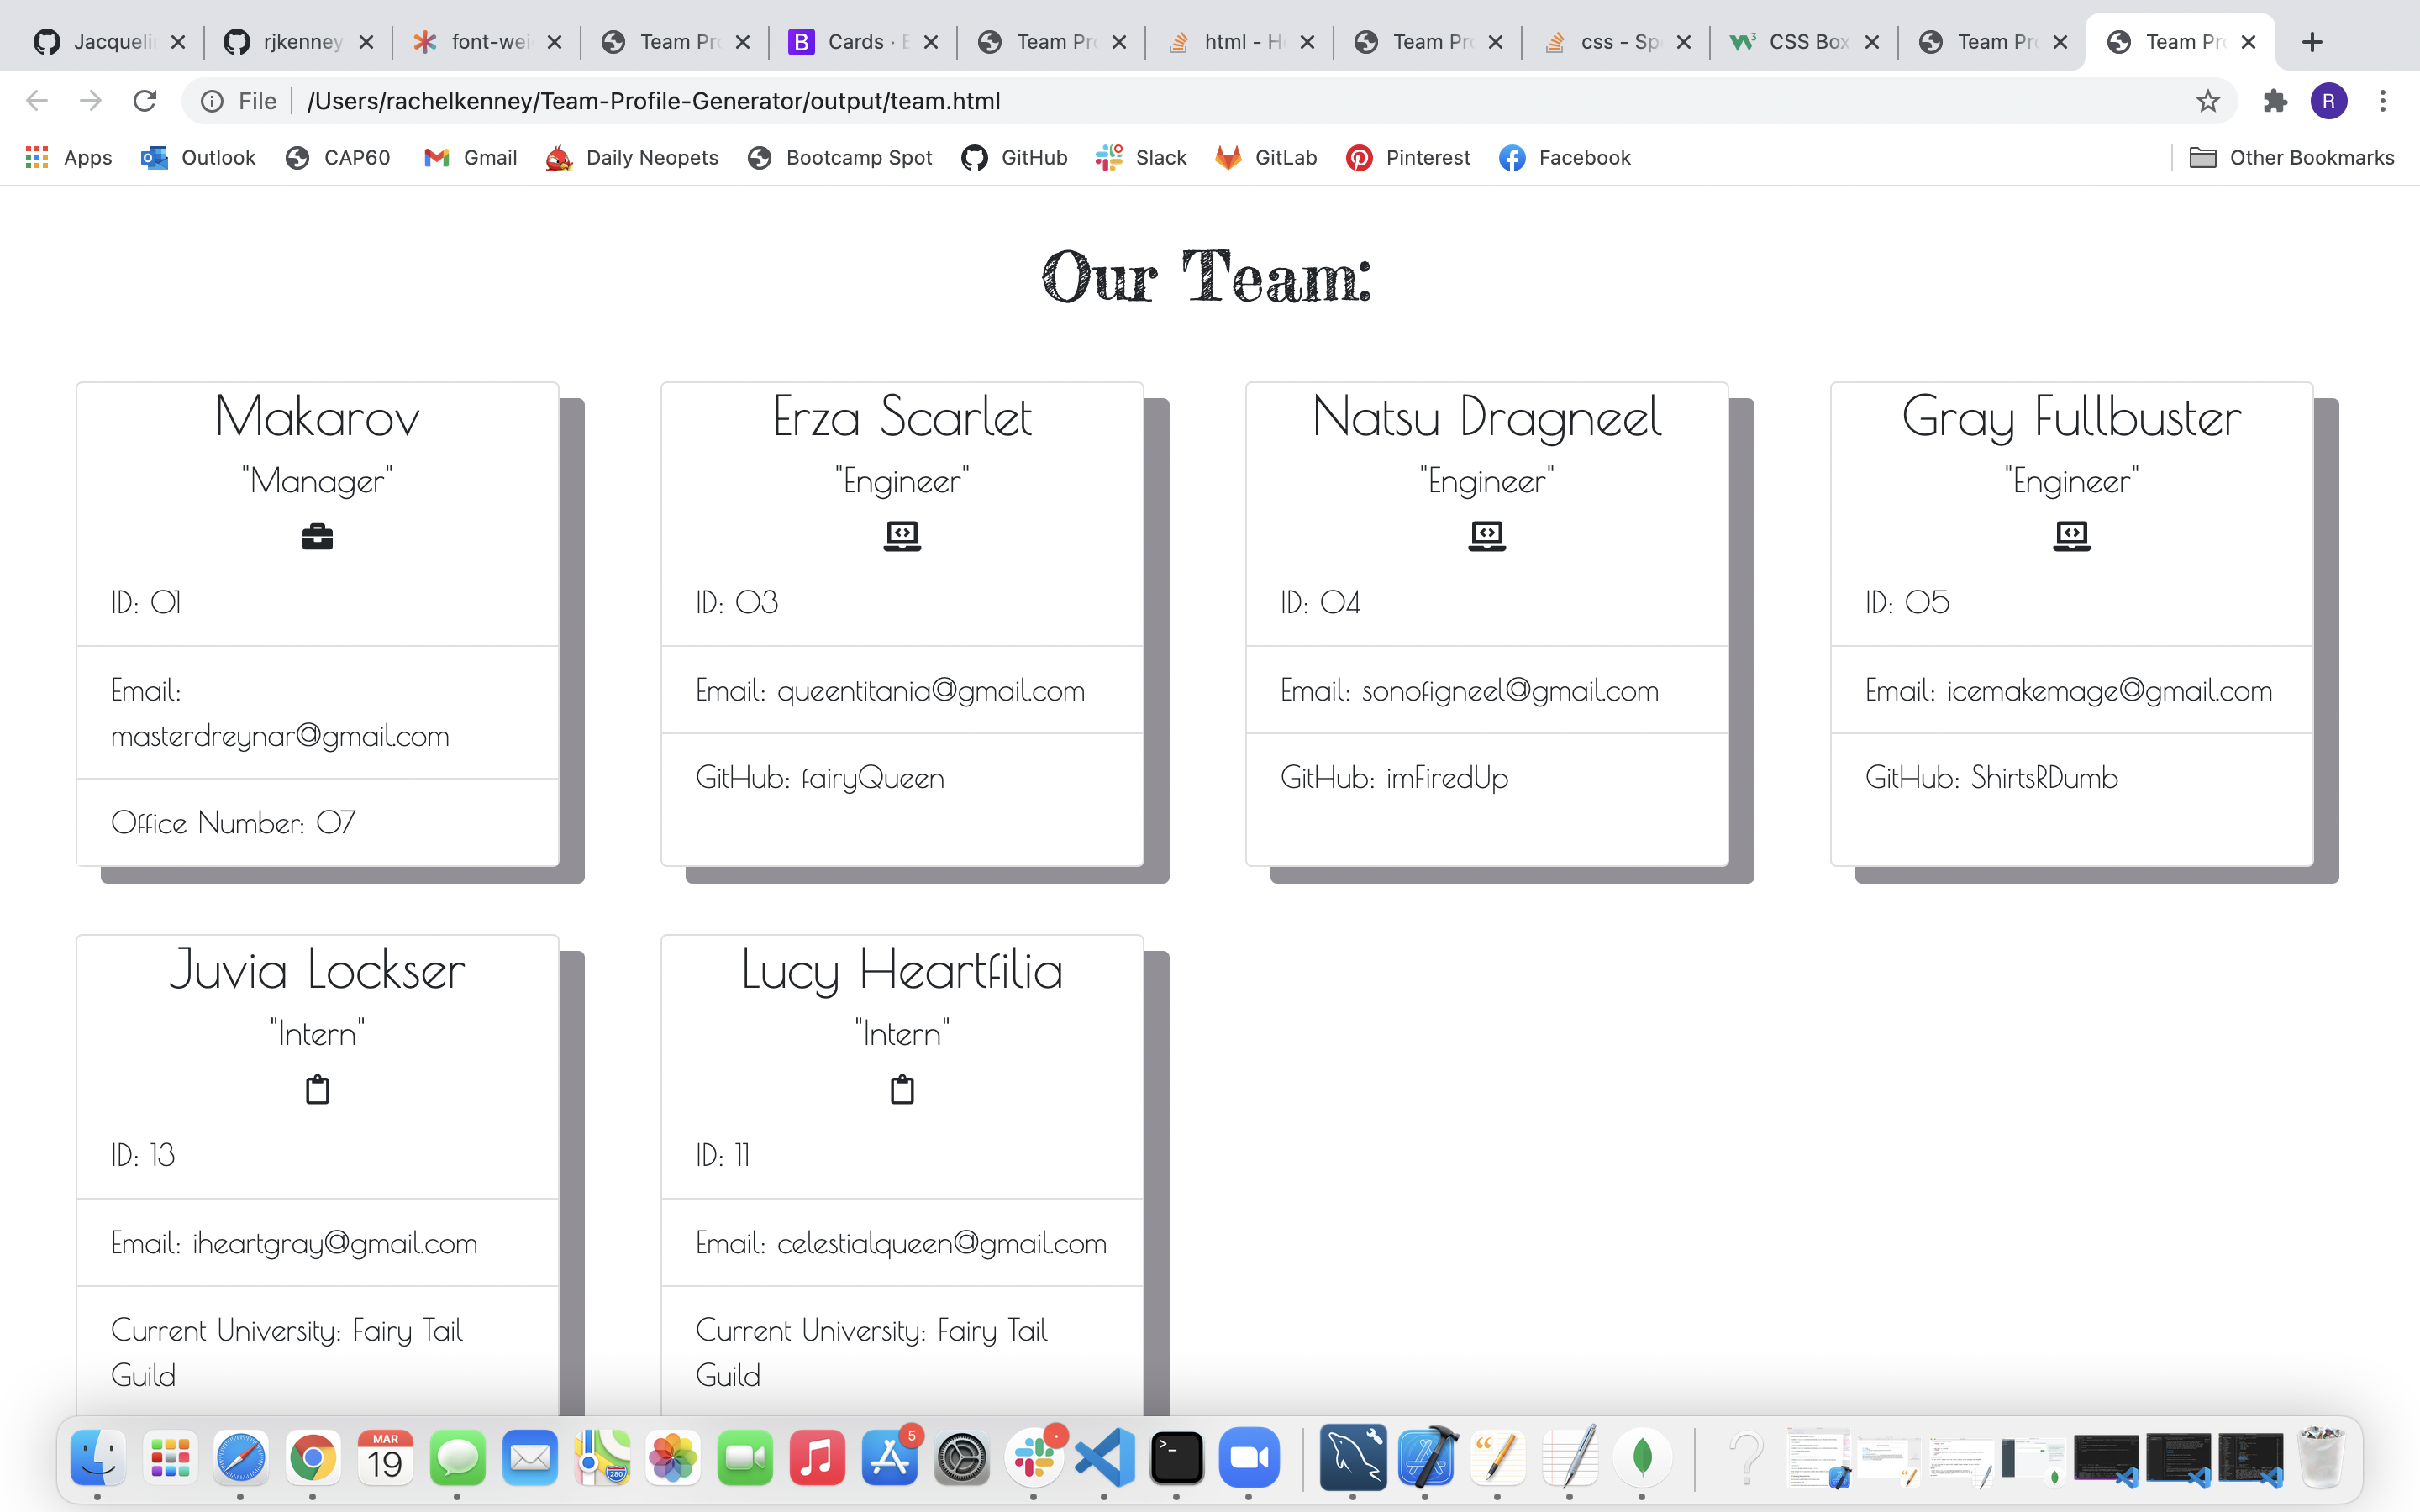 Jacqueli
rjkenney
font-wei
Team Pr
Cards · B
Team Pr
html - H
Team Pr
css - Sp
CSS Box
Team Pr
Team Pr
File /Users/rachelkenney/Team-Profile-Generator/output/team.html
R
Apps
Outlook
CAP60
Gmail
Daily Neopets
Bootcamp Spot
GitHub
Slack
GitLab
Pinterest
Facebook
Other Bookmarks
Our Team:
Makarov
"Manager"
ID: 01
Email:
masterdreynar@gmail.com
Office Number: 07
Erza Scarlet
"Engineer"
ID: 03
Email: queentitania@gmail.com
GitHub: fairyQueen
Natsu Dragneel
"Engineer"
ID: 04
Email: sonofigneel@gmail.com
GitHub: imFiredUp
Gray Fullbuster
"Engineer"
ID: 05
Email: icemakemage@gmail.com
GitHub: ShirtsRDumb
Juvia Lockser
"Intern"
ID: 13
Email: iheartgray@gmail.com
Current University: Fairy Tail
Guild
Lucy Heartfilia
"Intern"
ID: 11
Email: celestialqueen@gmail.com
Current University: Fairy Tail
Guild
MAR
19
280
5